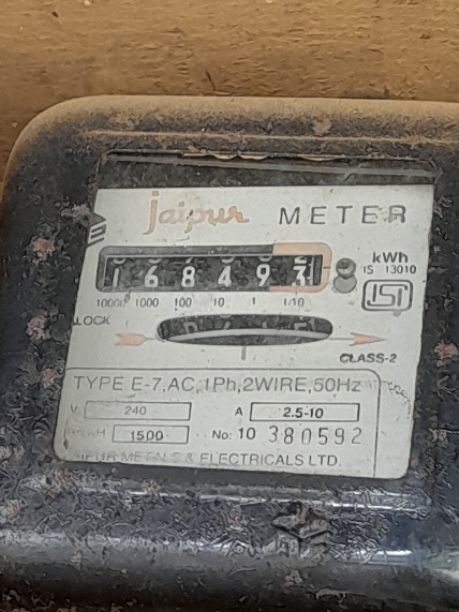 jaipur METER
kWh
IS 13010
1 6 8 4 9 3
10000 1000 100 10 1 1/10
ISI
CLASS-2
TYPE E-7,AC,1Ph,2WIRE,50Hz
V. 240 A 2.5-10
1500 No: 10 380592
METALS & ELECTRICALS LTD.